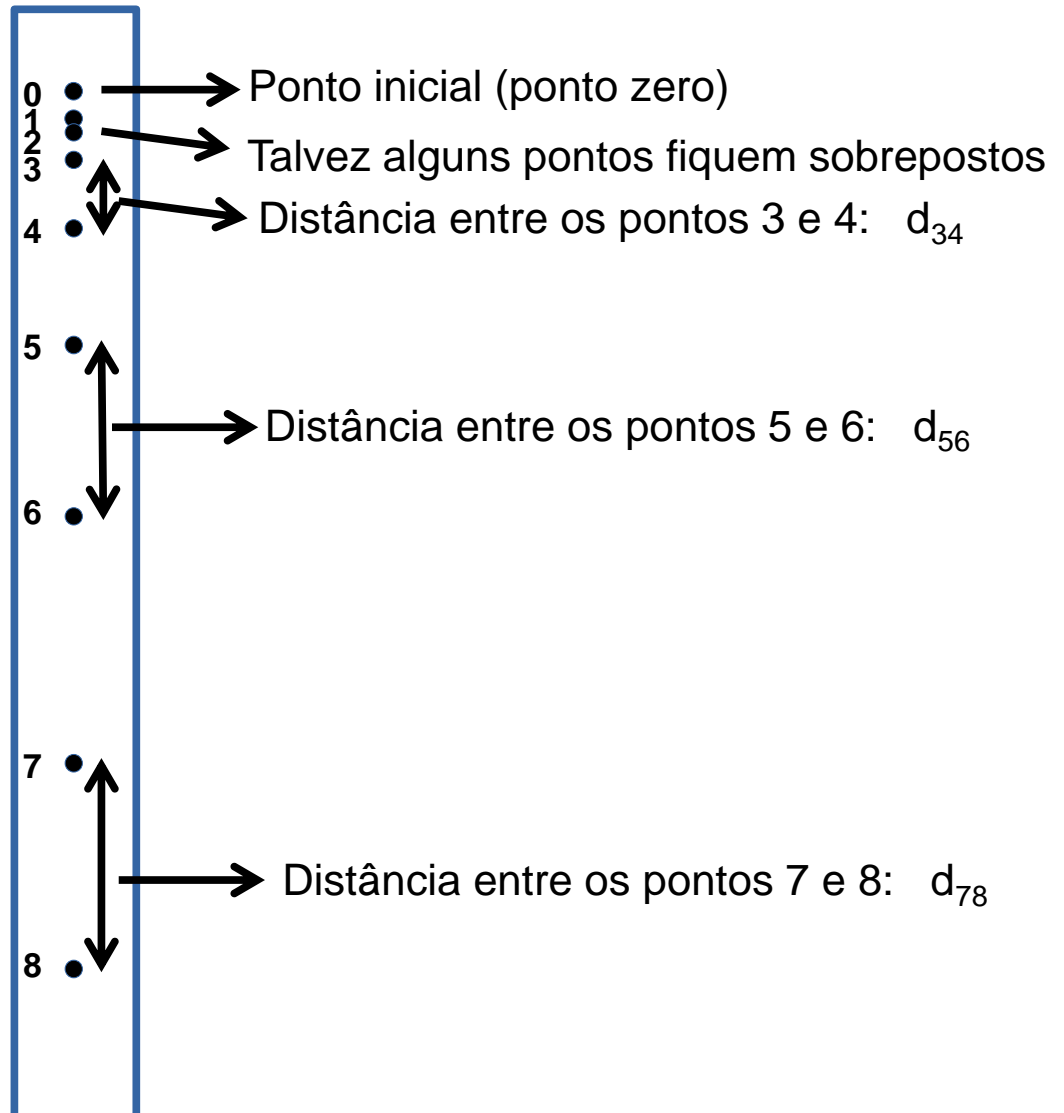 0 Ponto inicial (ponto zero)
1
2 Talvez alguns pontos fiquem sobrepostos
3
4 Distância entre os pontos 3 e 4: d₃₄
5
Distância entre os pontos 5 e 6: d₅₆
6
7
Distância entre os pontos 7 e 8: d₇₈
8